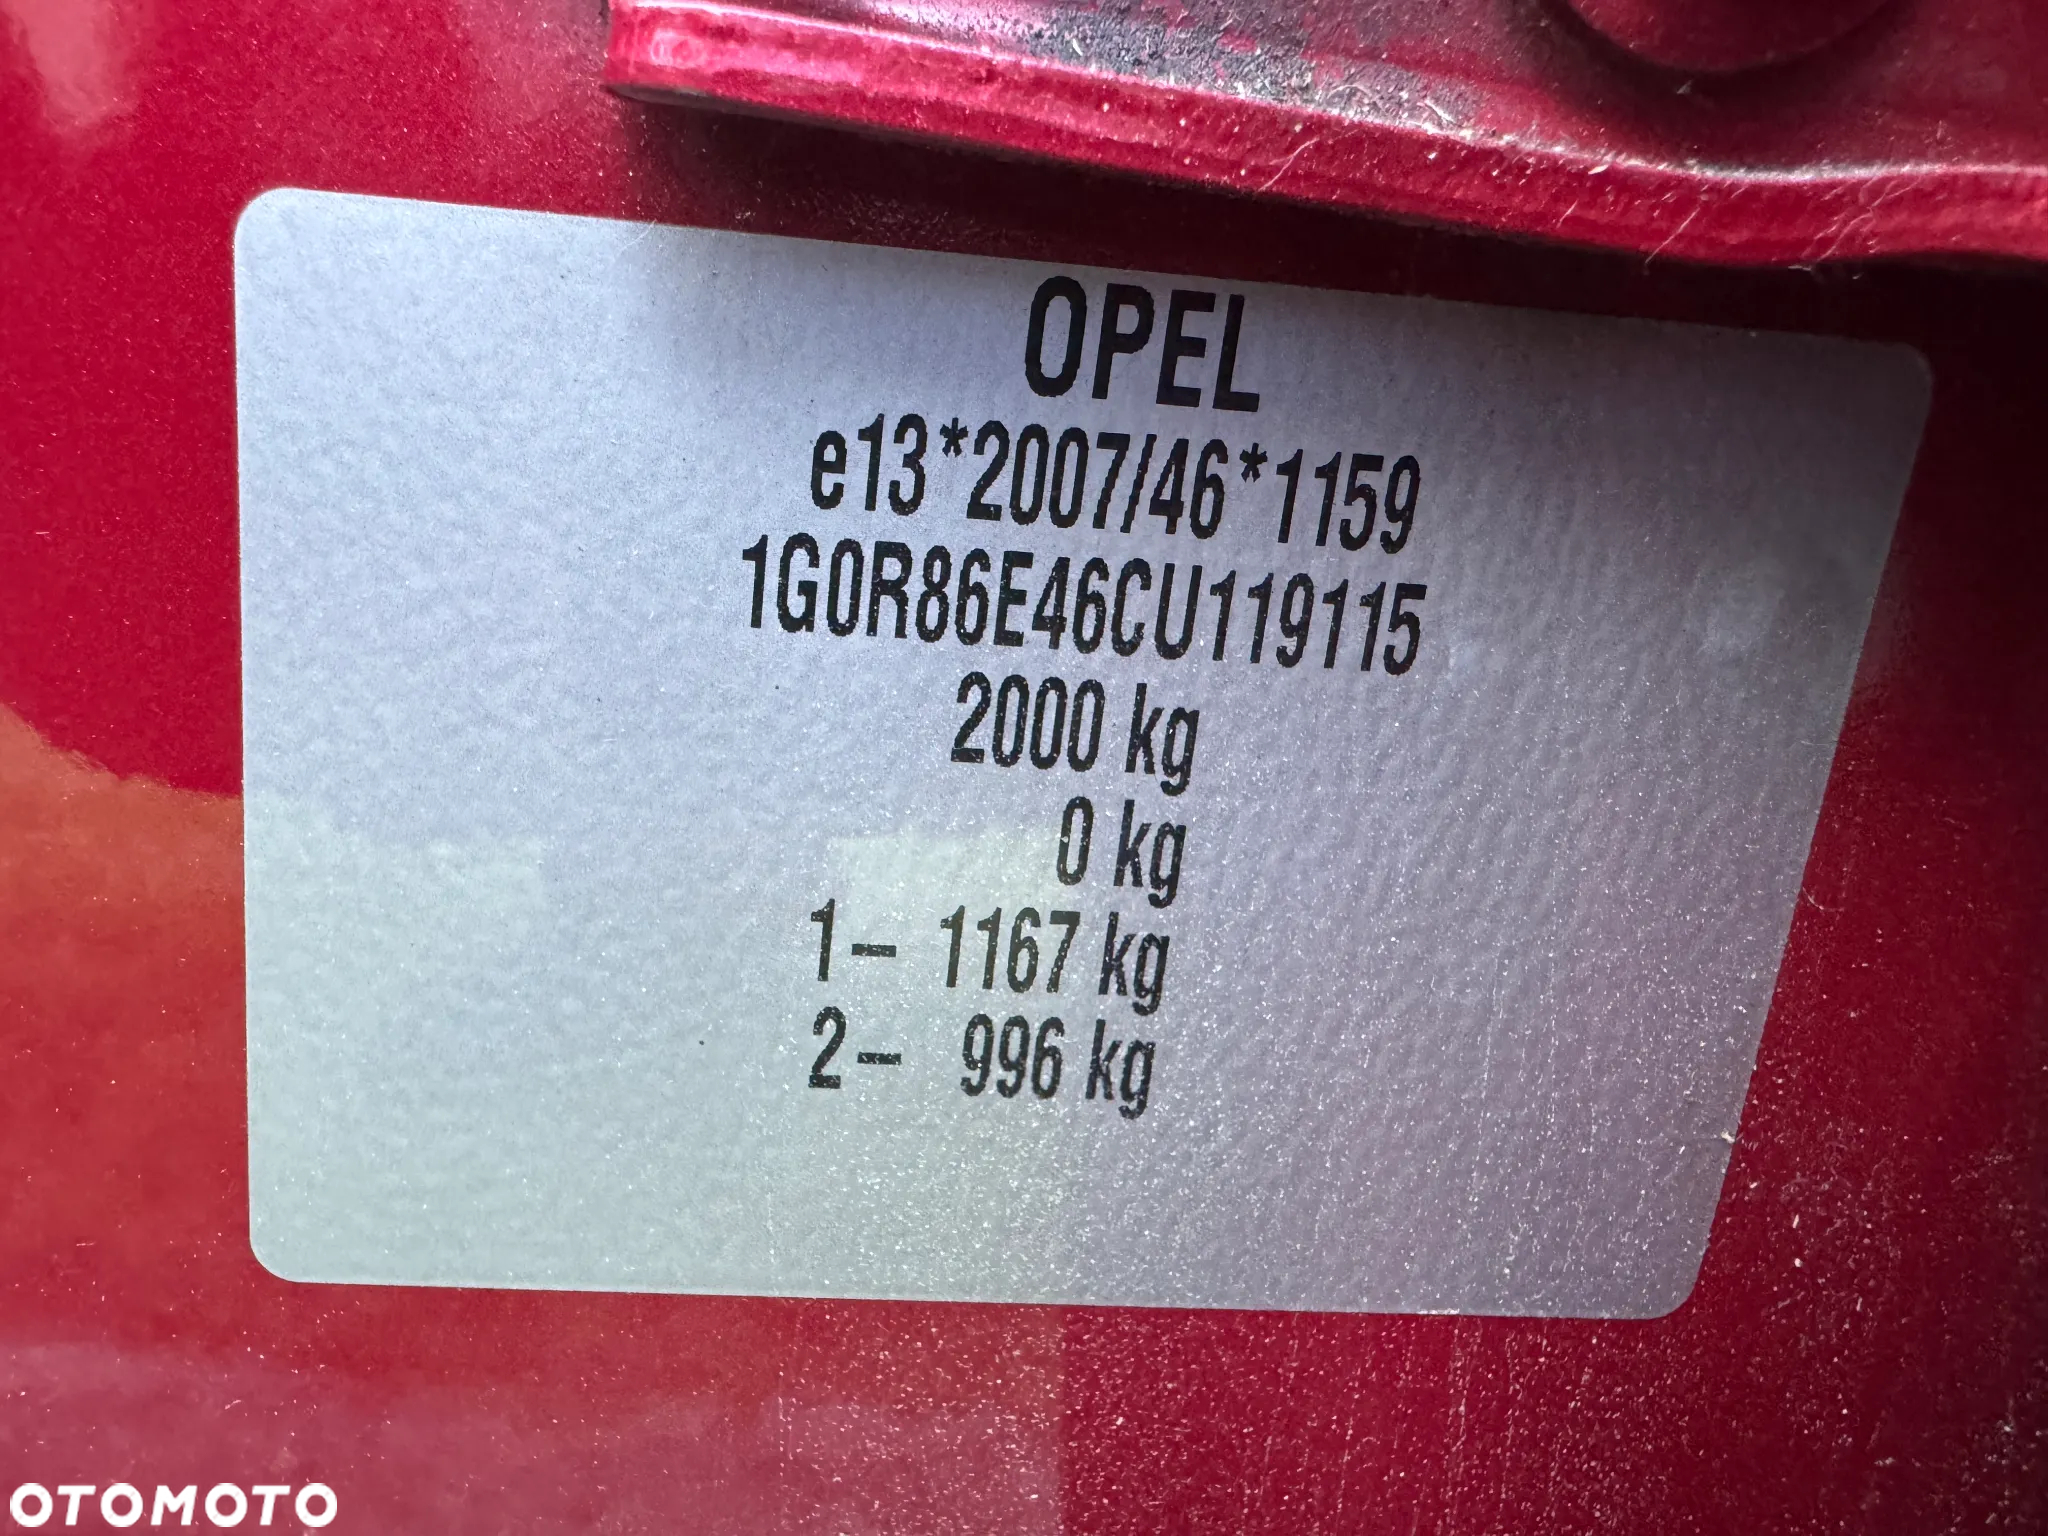 OPEL
e13*2007/46*1159
1G0R86E46CU119115
2000 kg
0 kg
1- 1167 kg
2- 996 kg
OTOMOTO